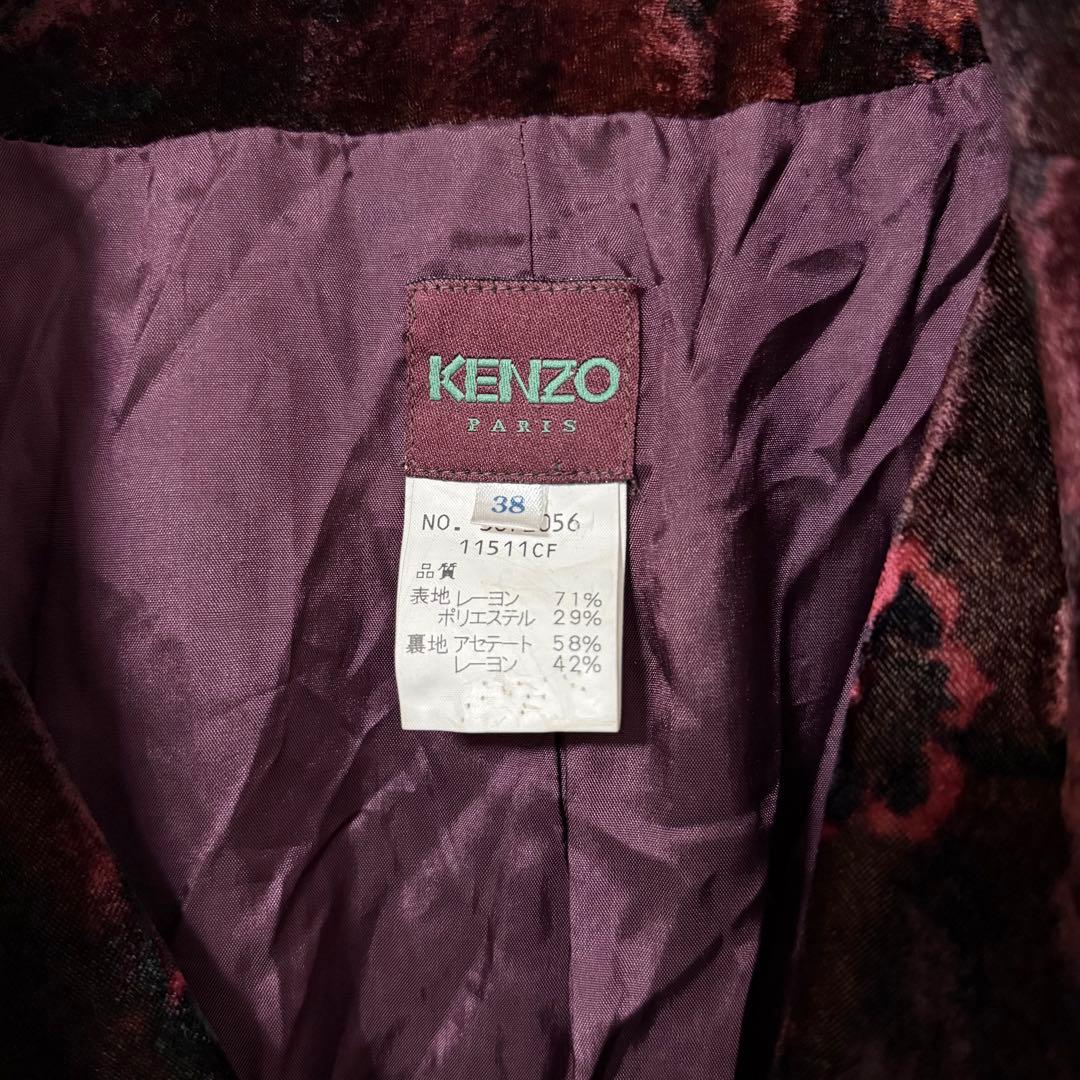 KENZO
PARIS
38
NO.
11511CF
品質
表地 レーヨン 71%
ポリエステル 29%
裏地 アセテート 58%
レーヨン 42%